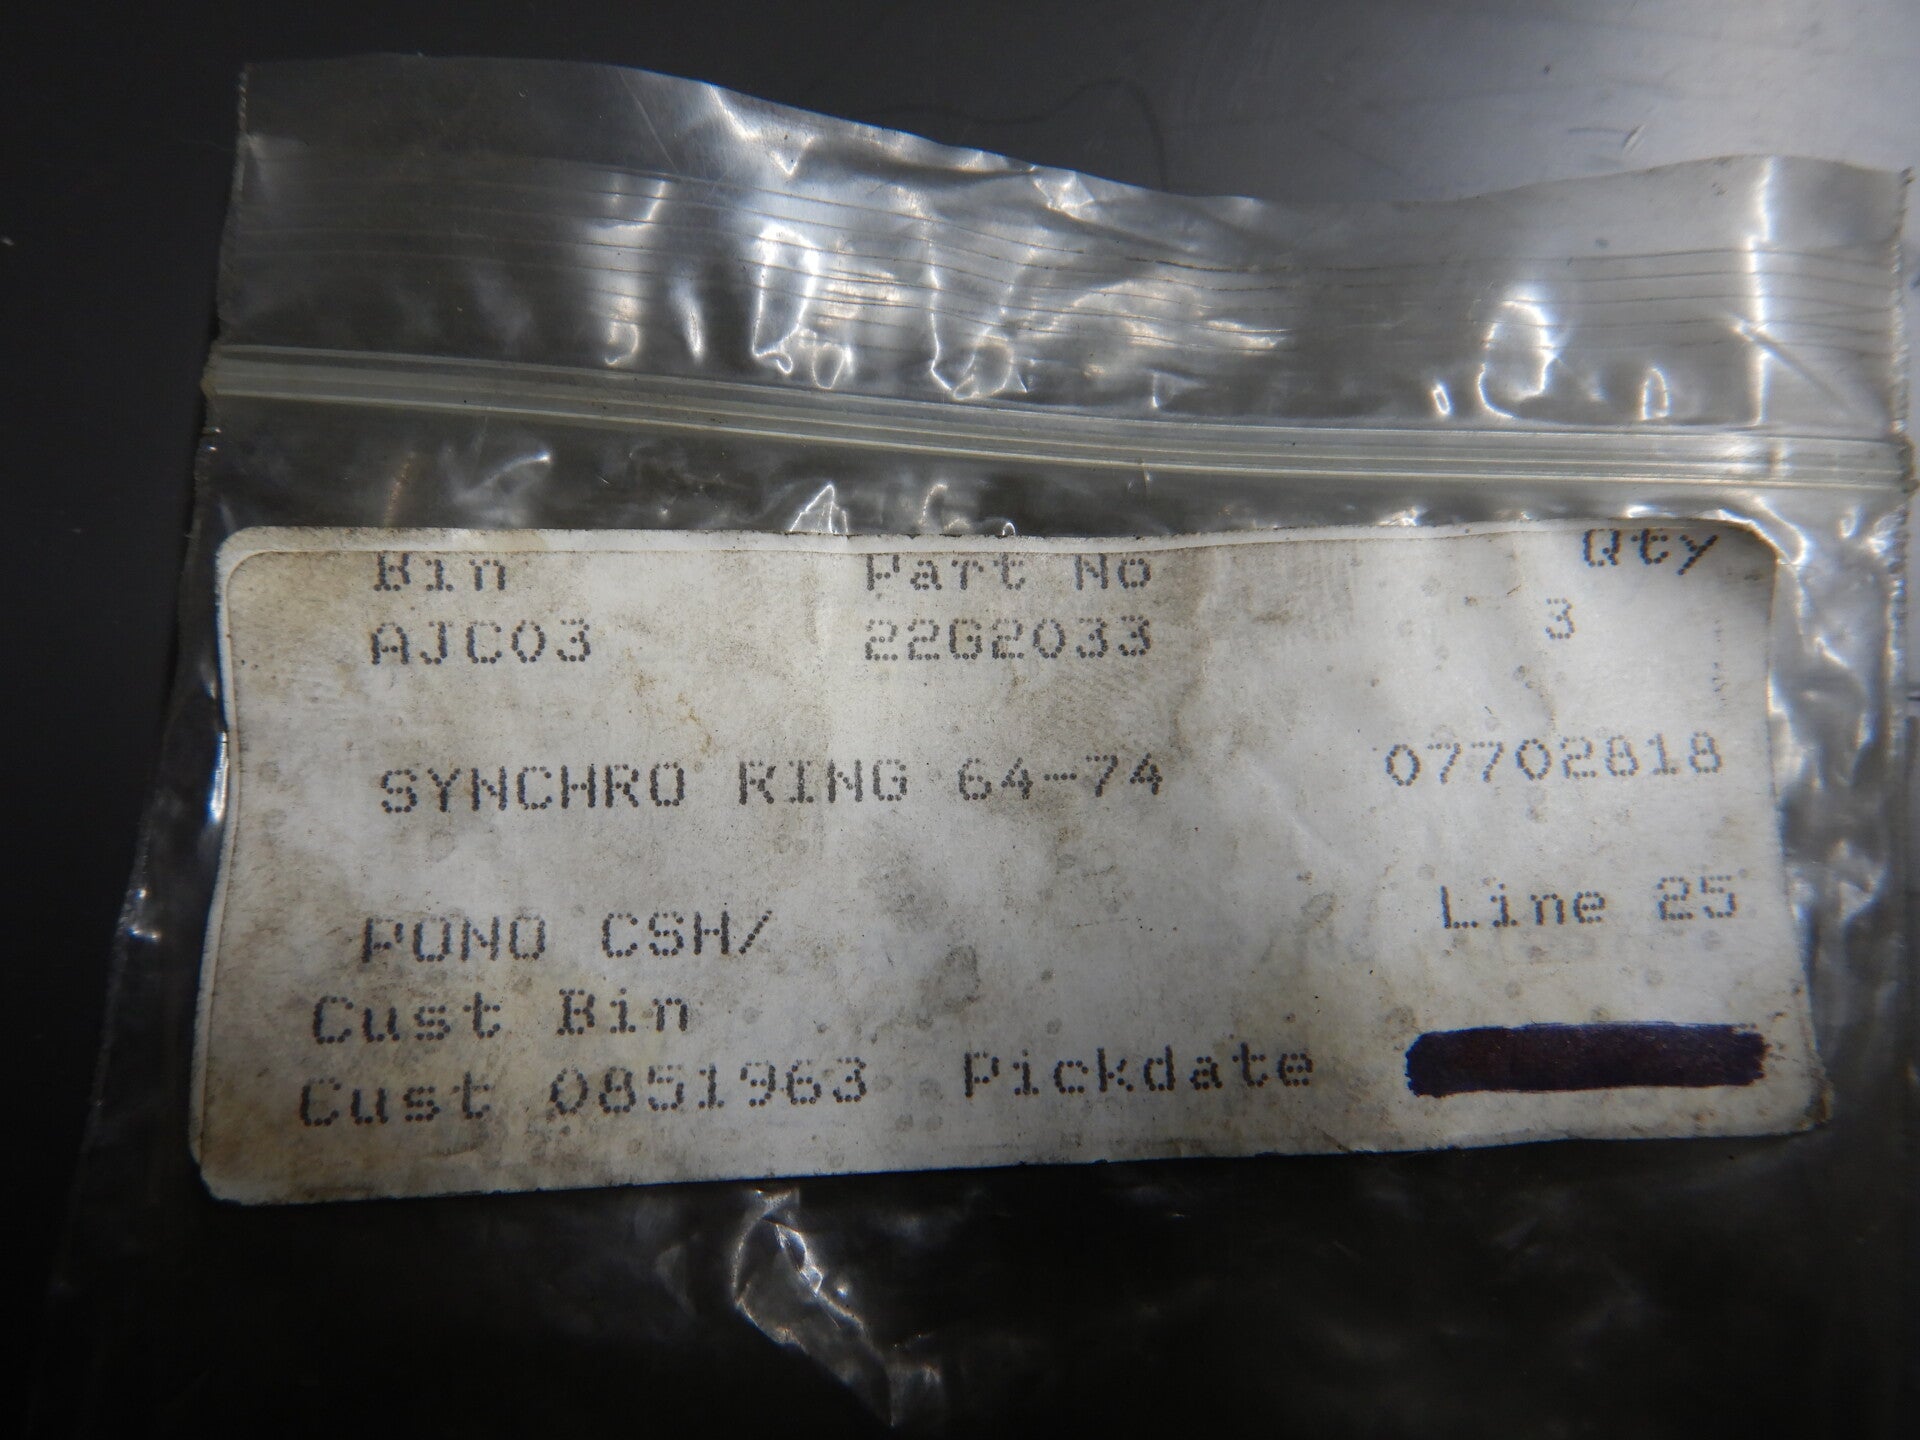 Bin Part No Qty
AJC03 22G2033 3
SYNCHRO RING 64-74 07702818
PONO CSH/ Line 25
Cust Bin
Cust 0851963 Pickdate